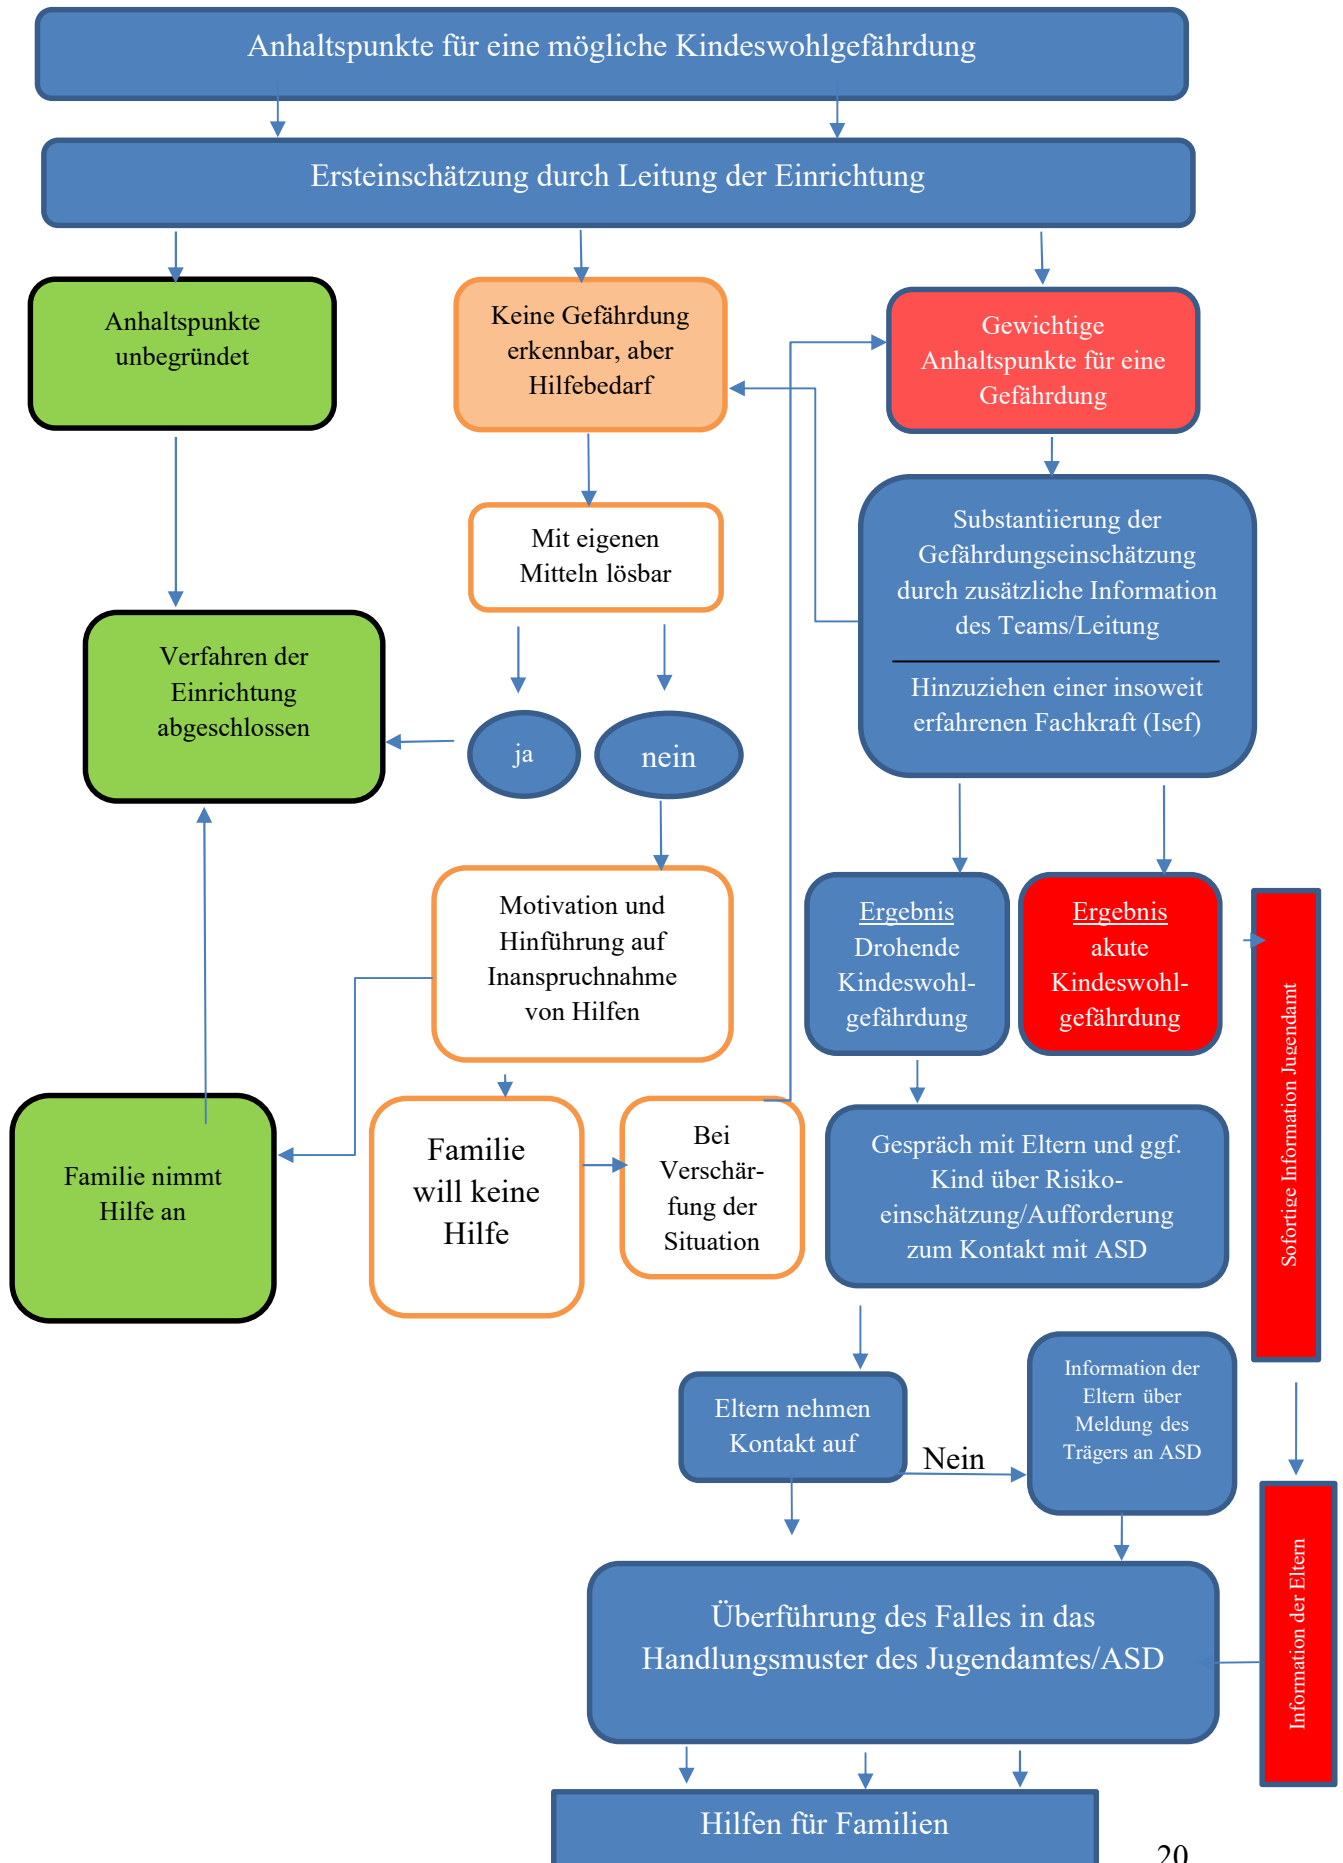 Anhaltspunkte für eine mögliche Kindeswohlgefährdung
Ersteinschätzung durch Leitung der Einrichtung
Anhaltspunkte
unbegründet
Keine Gefährdung
erkennbar, aber
Hilfebedarf
Gewichtige
Anhaltspunkte für eine
Gefährdung
Mit eigenen
Mitteln lösbar
Substantiierung der
Gefährdungseinschätzung
durch zusätzliche Information
des Teams/Leitung
Hinzuziehen einer insoweit
erfahrenen Fachkraft (Isef)
Verfahren der
Einrichtung
abgeschlossen
ja
nein
Motivation und
Hinführung auf
Inanspruchnahme
von Hilfen
Ergebnis
Drohende
Kindeswohl-
gefährdung
Ergebnis
akute
Kindeswohl-
gefährdung
Sofortige Information Jugendamt
Familie nimmt
Hilfe an
Familie
will keine
Hilfe
Bei
Verschär-
fung der
Situation
Gespräch mit Eltern und ggf.
Kind über Risiko-
einschätzung/Aufforderung
zum Kontakt mit ASD
Eltern nehmen
Kontakt auf
Nein
Information der
Eltern über
Meldung des
Trägers an ASD
Information der Eltern
Überführung des Falles in das
Handlungsmuster des Jugendamtes/ASD
Hilfen für Familien
20